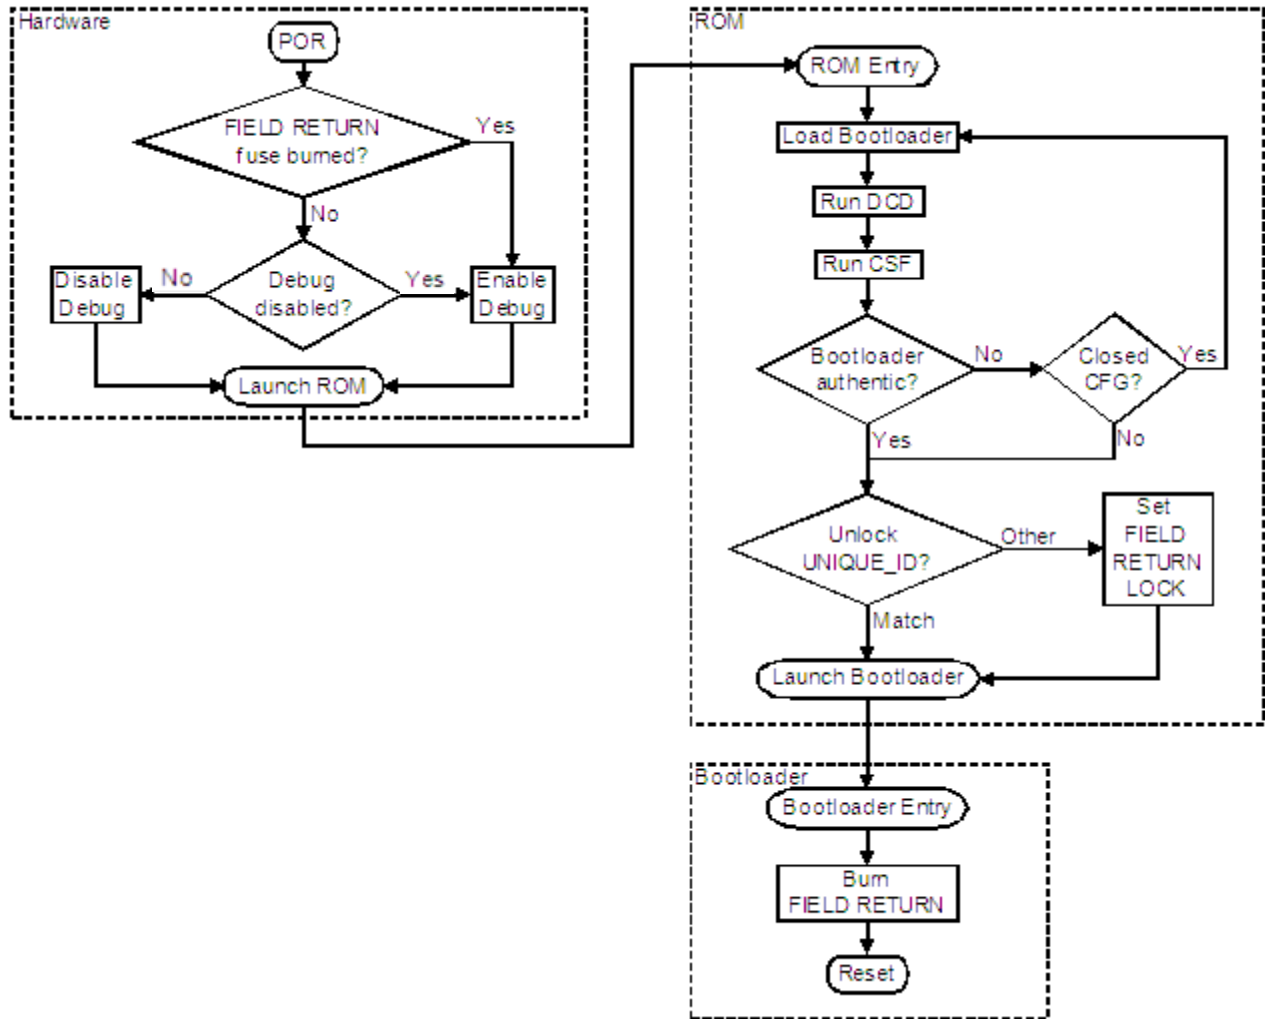 Hardware
POR
FIELD RETURN
fuse burned?
Yes
No
Debug
disabled?
No
Yes
Disable
Debug
Enable
Debug
Launch ROM
ROM
ROM Entry
Load Bootloader
Run DCD
Run CSF
Bootloader
authentic?
No
Closed
CFG?
Yes
Yes
No
Unlock
UNIQUE_ID?
Other
Set
FIELD
RETURN
LOCK
Match
Launch Bootloader
Bootloader
Bootloader Entry
Burn
FIELD RETURN
Reset